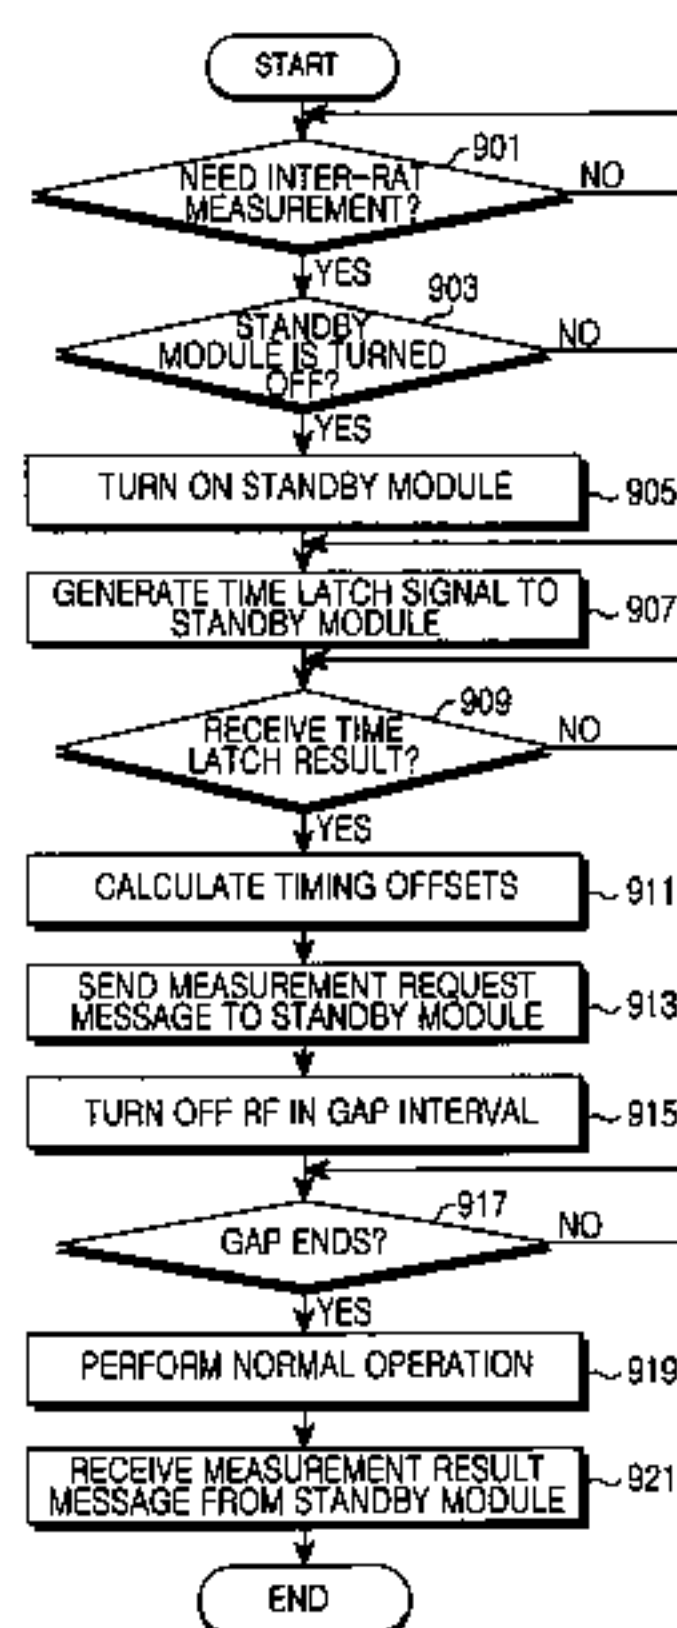 START
901
NEED INTER-RAT
MEASUREMENT?
NO
YES
903
STANDBY
MODULE IS TURNED
OFF?
NO
YES
TURN ON STANDBY MODULE
905
GENERATE TIME LATCH SIGNAL TO
STANDBY MODULE
907
909
RECEIVE TIME
LATCH RESULT?
NO
YES
CALCULATE TIMING OFFSETS
911
SEND MEASUREMENT REQUEST
MESSAGE TO STANDBY MODULE
913
TURN OFF RF IN GAP INTERVAL
915
917
GAP ENDS?
NO
YES
PERFORM NORMAL OPERATION
919
RECEIVE MEASUREMENT RESULT
MESSAGE FROM STANDBY MODULE
921
END